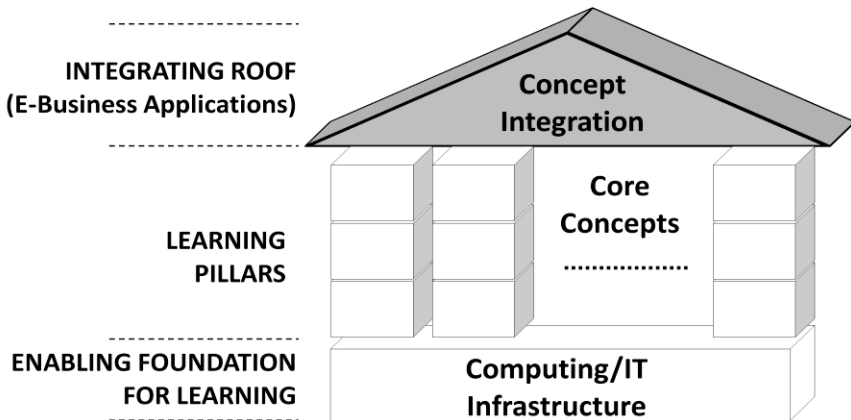 INTEGRATING ROOF
(E-Business Applications)
Concept
Integration
LEARNING
PILLARS
Core
Concepts
....................
ENABLING FOUNDATION
FOR LEARNING
Computing/IT
Infrastructure